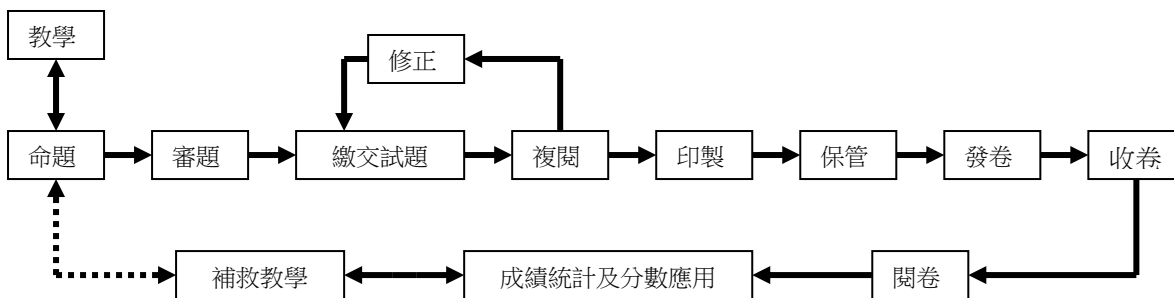 教學
修正
命題
審題
繳交試題
複閱
印製
保管
發卷
收卷
補救教學
成績統計及分數應用
閱卷